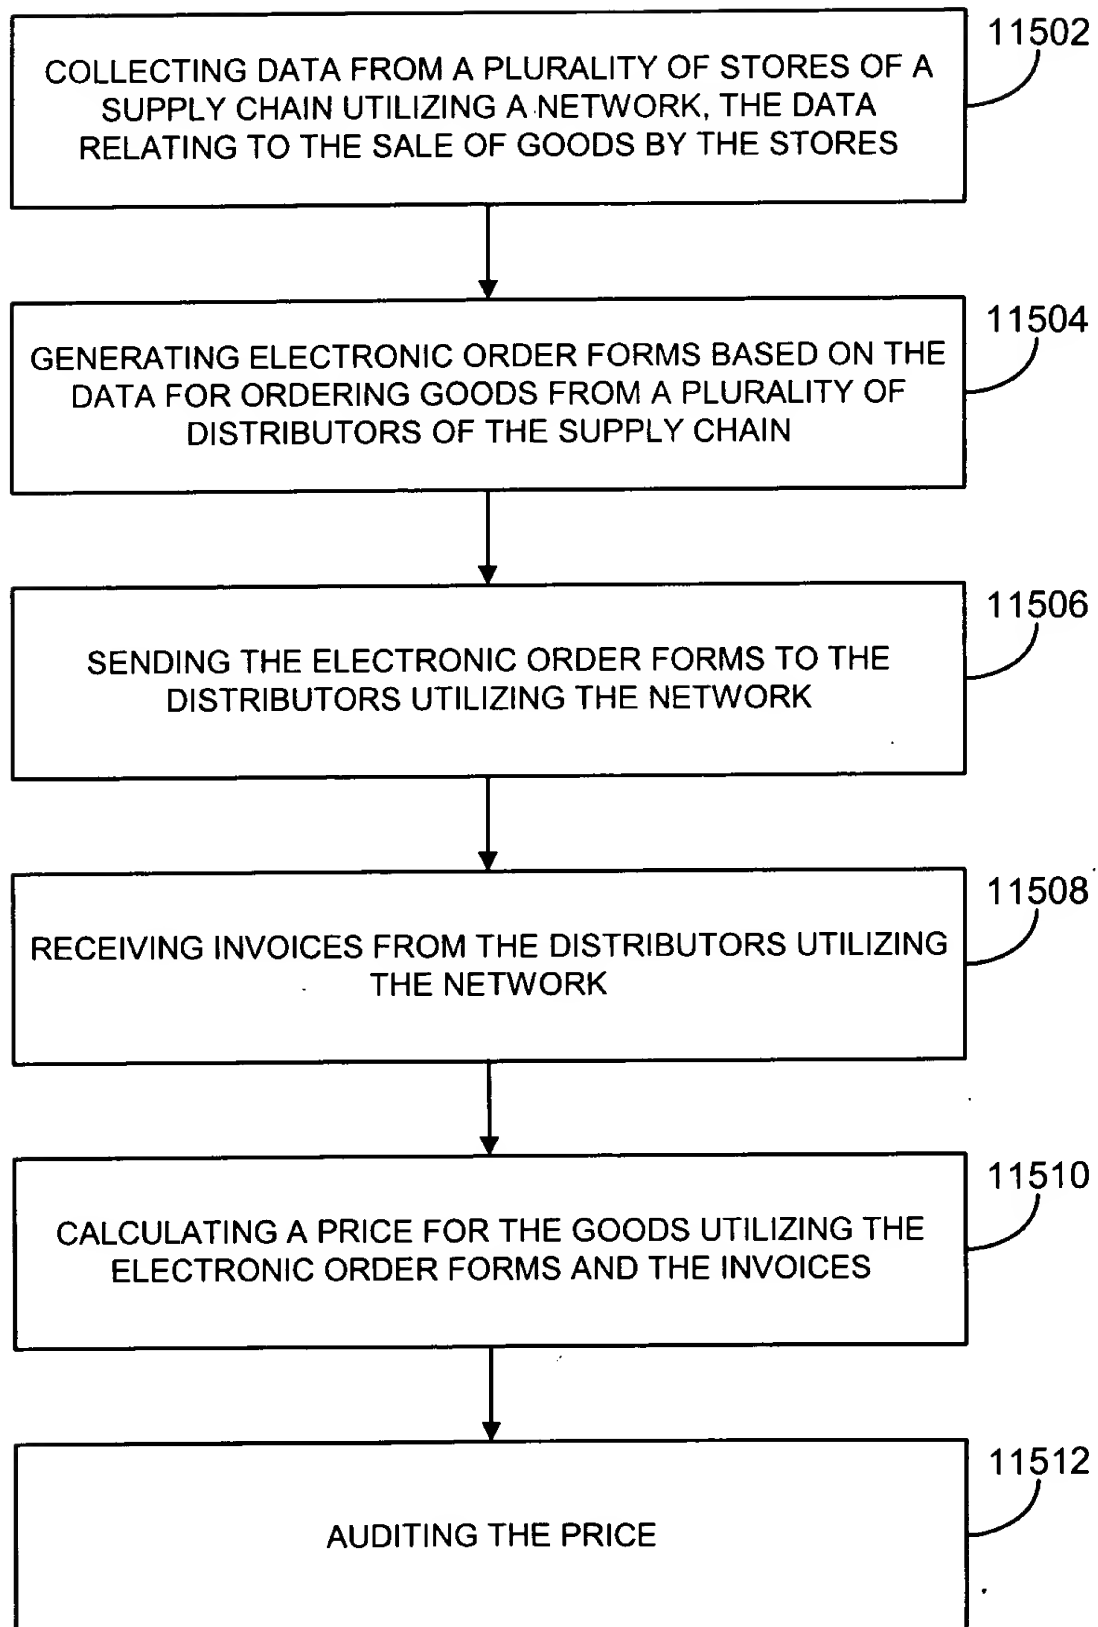 11502
COLLECTING DATA FROM A PLURALITY OF STORES OF A
SUPPLY CHAIN UTILIZING A NETWORK, THE DATA
RELATING TO THE SALE OF GOODS BY THE STORES
11504
GENERATING ELECTRONIC ORDER FORMS BASED ON THE
DATA FOR ORDERING GOODS FROM A PLURALITY OF
DISTRIBUTORS OF THE SUPPLY CHAIN
11506
SENDING THE ELECTRONIC ORDER FORMS TO THE
DISTRIBUTORS UTILIZING THE NETWORK
11508
RECEIVING INVOICES FROM THE DISTRIBUTORS UTILIZING
THE NETWORK
11510
CALCULATING A PRICE FOR THE GOODS UTILIZING THE
ELECTRONIC ORDER FORMS AND THE INVOICES
11512
AUDITING THE PRICE